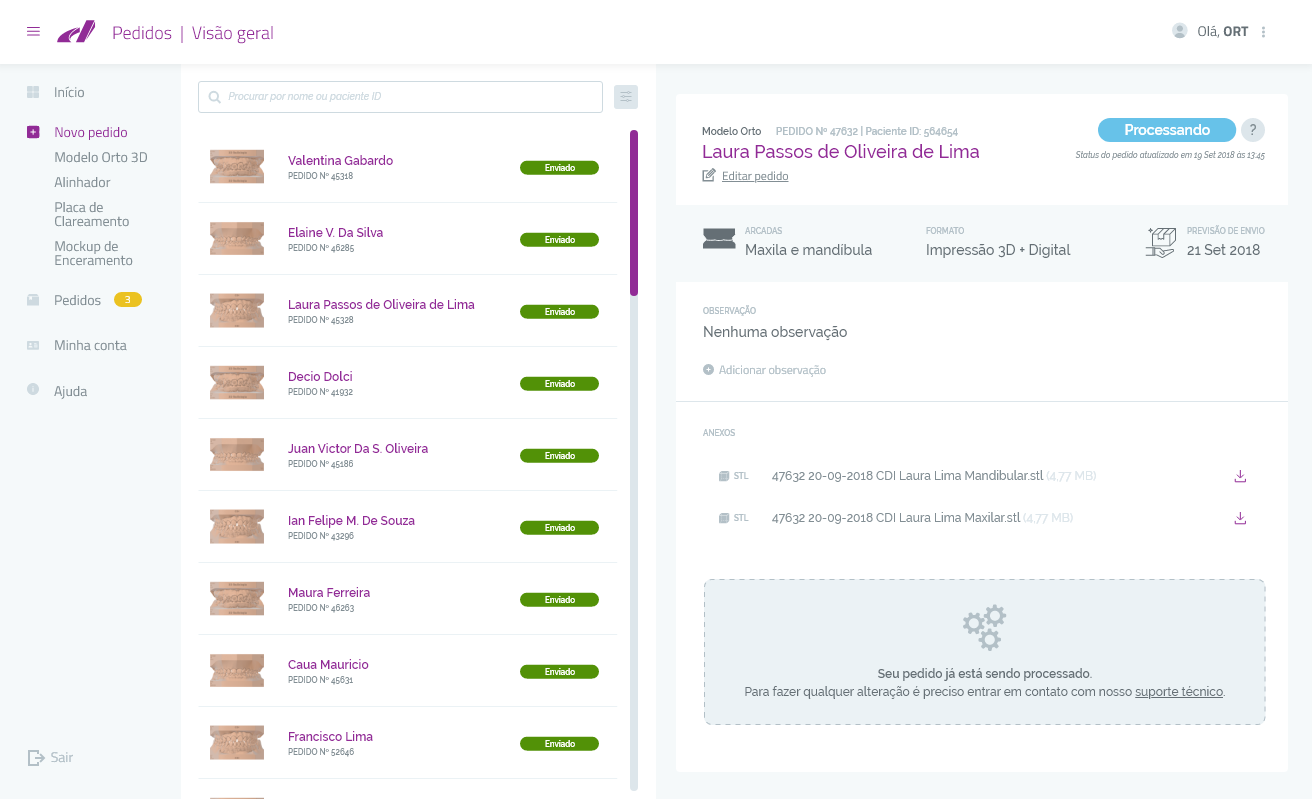 Pedidos | Visão geral
Olá, ORT
Início
Novo pedido
Modelo Orto 3D
Alinhador
Placa de
Clareamento
Mockup de
Enceramento
Pedidos 3
Minha conta
Ajuda
Sair
Procurar por nome ou paciente ID
Valentina Gabardo
PEDIDO Nº 45318
Enviado
Elaine V. Da Silva
PEDIDO Nº 46285
Enviado
Laura Passos de Oliveira de Lima
PEDIDO Nº 45328
Enviado
Decio Dolci
PEDIDO Nº 41932
Enviado
Juan Victor Da S. Oliveira
PEDIDO Nº 45186
Enviado
Ian Felipe M. De Souza
PEDIDO Nº 43296
Enviado
Maura Ferreira
PEDIDO Nº 46263
Enviado
Caua Mauricio
PEDIDO Nº 45631
Enviado
Francisco Lima
PEDIDO Nº 52646
Enviado
Modelo Orto PEDIDO Nº 47632 | Paciente ID: 564654
Laura Passos de Oliveira de Lima
Editar pedido
Processando ?
Status do pedido atualizado em 19 Set 2018 às 13:45
ARCADAS
Maxila e mandíbula
FORMATO
Impressão 3D + Digital
PREVISÃO DE ENVIO
21 Set 2018
OBSERVAÇÃO
Nenhuma observação
Adicionar observação
ANEXOS
STL 47632 20-09-2018 CDI Laura Lima Mandibular.stl (4,77 MB)
STL 47632 20-09-2018 CDI Laura Lima Maxilar.stl (4,77 MB)
Seu pedido já está sendo processado.
Para fazer qualquer alteração é preciso entrar em contato com nosso suporte técnico.